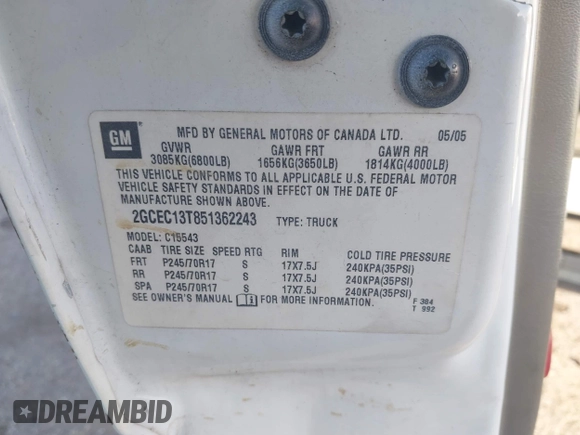 GM
MFD BY GENERAL MOTORS OF CANADA LTD. 05/05
GVWR GAWR FRT GAWR RR
3085KG(6800LB) 1656KG(3650LB) 1814KG(4000LB)
THIS VEHICLE CONFORMS TO ALL APPLICABLE U.S. FEDERAL MOTOR
VEHICLE SAFETY STANDARDS IN EFFECT ON THE DATE OF
MANUFACTURE SHOWN ABOVE.
2GCEC13T851362243 TYPE: TRUCK
MODEL: C15543
CAAB TIRE SIZE SPEED RTG RIM COLD TIRE PRESSURE
FRT P245/70R17 S 17X7.5J 240KPA(35PSI)
RR P245/70R17 S 17X7.5J 240KPA(35PSI)
SPA P245/70R17 S 17X7.5J 240KPA(35PSI)
SEE OWNER'S MANUAL FOR MORE INFORMATION. F 384
T 992
DREAMBID